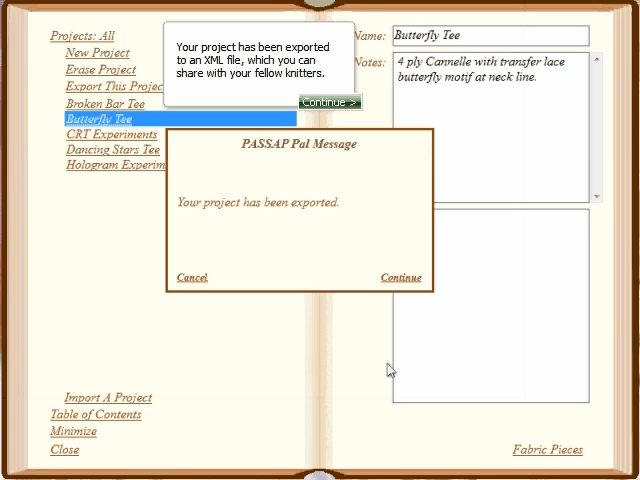 Projects: All
New Project
Erase Project
Export This Projec
Broken Bar Tee
Butterfly Tee
CRT Experiments
Dancing Stars Tee
Hologram Experim
Your project has been exported
to an XML file, which you can
share with your fellow knitters.
Continue >
Name: Butterfly Tee
Notes: 4 ply Cannelle with transfer lace
butterfly motif at neck line.
PASSAP Pal Message
Your project has been exported.
Cancel
Continue
Import A Project
Table of Contents
Minimize
Close
Fabric Pieces